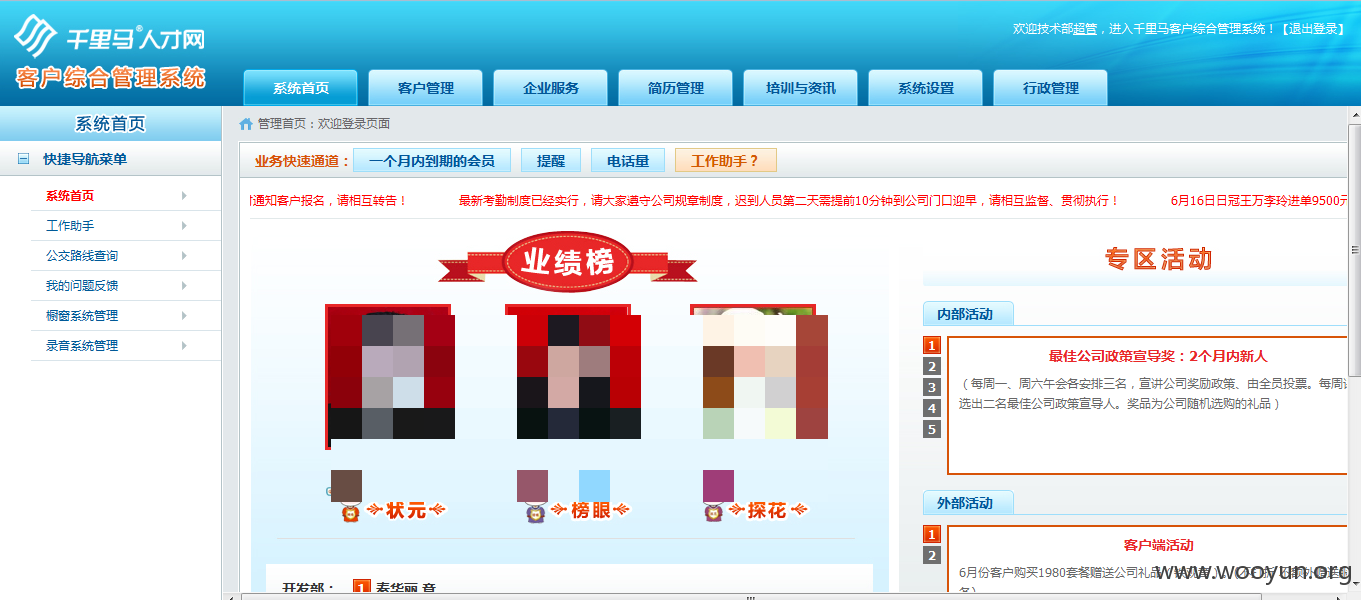 千里马®人才网
客户综合管理系统
欢迎技术部超管，进入千里马客户综合管理系统！【退出登录】
系统首页 客户管理 企业服务 简历管理 培训与资讯 系统设置 行政管理
系统首页
快捷导航菜单
系统首页
工作助手
公交路线查询
我的问题反馈
橱窗系统管理
录音系统管理
管理首页：欢迎登录页面
业务快速通道： 一个月内到期的会员 提醒 电话量 工作助手？
通知客户报名，请相互转告！ 最新考勤制度已经实行，请大家遵守公司规章制度，迟到人员第二天需提前10分钟到公司门口迎早，请相互监督、贯彻执行！ 6月16日日冠王万李玲进单9500元
业绩榜
状元 榜眼 探花
开发部： 1 秦华丽 音
专区活动
内部活动
1
2
3
4
5
最佳公司政策宣导奖：2个月内新人
（每周一、周六午会各安排三名，宣讲公司奖励政策、由全员投票。每周
选出二名最佳公司政策宣导人。奖品为公司随机选购的礼品）
外部活动
1
2
客户端活动
6月份客户购买1980套餐赠送公司礼品
www.wooyun.org